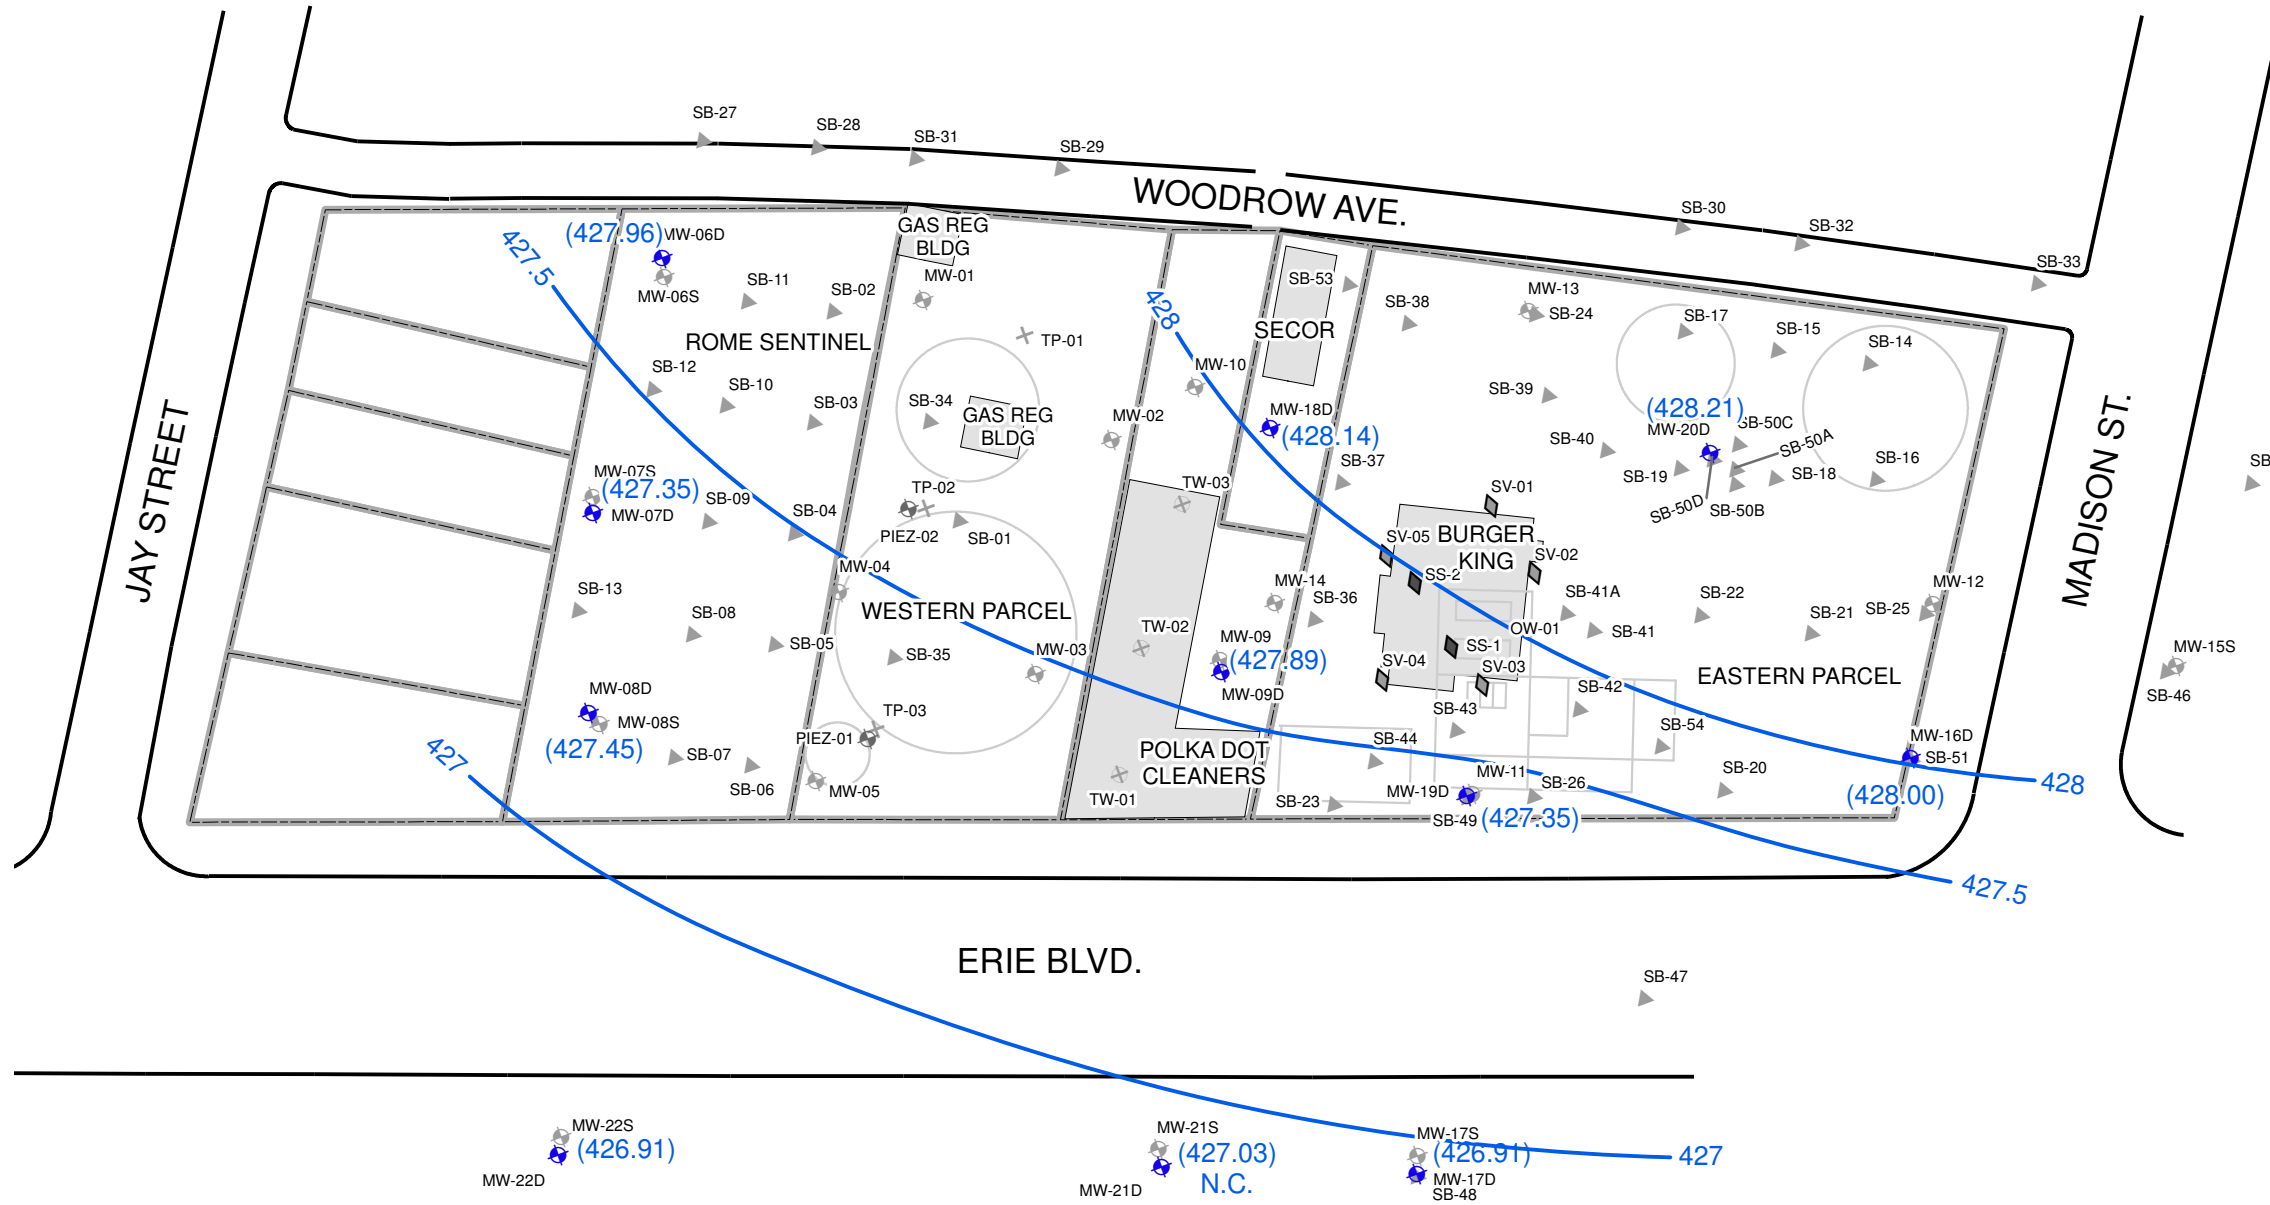 SB-27
SB-28
SB-31
SB-29
WOODROW AVE.
SB-30
SB-32
SB-33
GAS REG
BLDG
(427.96)
MW-06D
427.5
MW-06S
SB-11
SB-02
MW-01
TP-01
ROME SENTINEL
SB-12
SB-10
SB-03
SB-34
GAS REG
BLDG
428
MW-10
MW-02
SB-53
SECOR
SB-38
MW-13
SB-24
SB-17
SB-15
SB-14
SB-39
MW-18D
(428.14)
(428.21)
MW-20D
SB-50C
SB-50A
SB-40
SB-19
SB-18
SB-16
SB-50D
SB-50B
SB-37
JAY STREET
MADISON ST.
SB
MW-07S
(427.35)
MW-07D
SB-09
SB-04
TP-02
PIEZ-02
SB-01
TW-03
SV-01
BURGER
KING
SV-05
SV-02
SS-2
MW-04
WESTERN PARCEL
MW-14
SB-36
SB-13
SB-08
SB-05
SB-35
MW-03
TW-02
MW-09
(427.89)
MW-09D
OW-01
SS-1
SV-04
SV-03
SB-41A
SB-41
SB-22
SB-21
SB-25
MW-12
EASTERN PARCEL
MW-15S
SB-46
MW-08D
MW-08S
(427.45)
427
SB-07
SB-06
TP-03
PIEZ-01
MW-05
POLKA DOT
CLEANERS
TW-01
SB-43
SB-42
SB-54
SB-44
MW-11
SB-26
MW-19D
SB-23
SB-49
(427.35)
SB-20
MW-16D
SB-51
(428.00)
428
427.5
ERIE BLVD.
SB-47
MW-22S
(426.91)
MW-22D
MW-21S
(427.03)
N.C.
MW-21D
MW-17S
(426.91)
MW-17D
SB-48
427